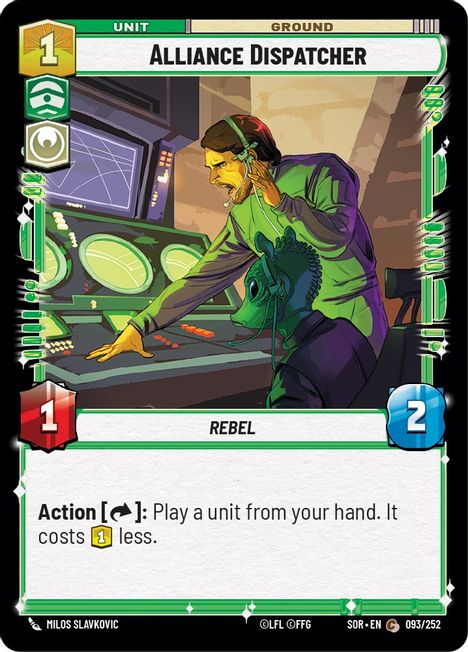 UNIT
GROUND
1
ALLIANCE DISPATCHER
1
2
REBEL
Action [ ]: Play a unit from your hand. It
costs 1 less.
MILOS SLAVKOVIC
©LFL ©FFG
SOR • EN
C
093/252